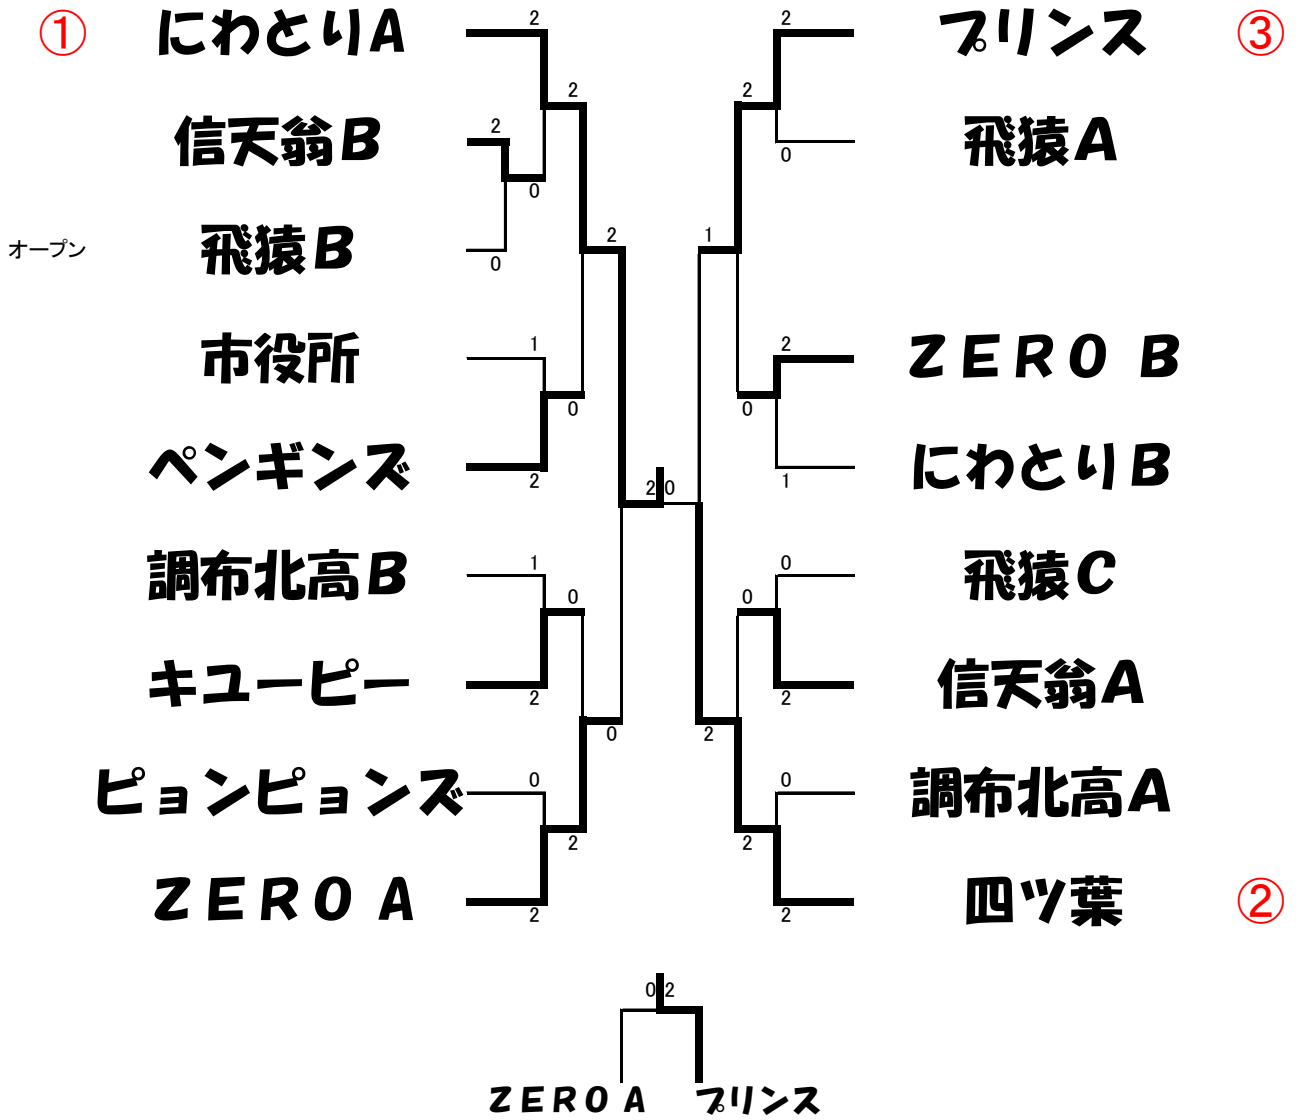 ① にわとりA 2 2 プリンス ③
2 2
信天翁B 2 飛猿A
0 0
オープン 飛猿B 2 1
0
市役所 1 2 ZERO B
0 0
ペンギンズ 2 2 0 1 にわとりB
調布北高B 1 0 飛猿C
0 0
キユーピー 2 2 信天翁A
0 2
ピョンピョンズ 0 0 調布北高A
2 2
ZERO A 2 2 四ツ葉 ②
0 2
ZERO A プリンス